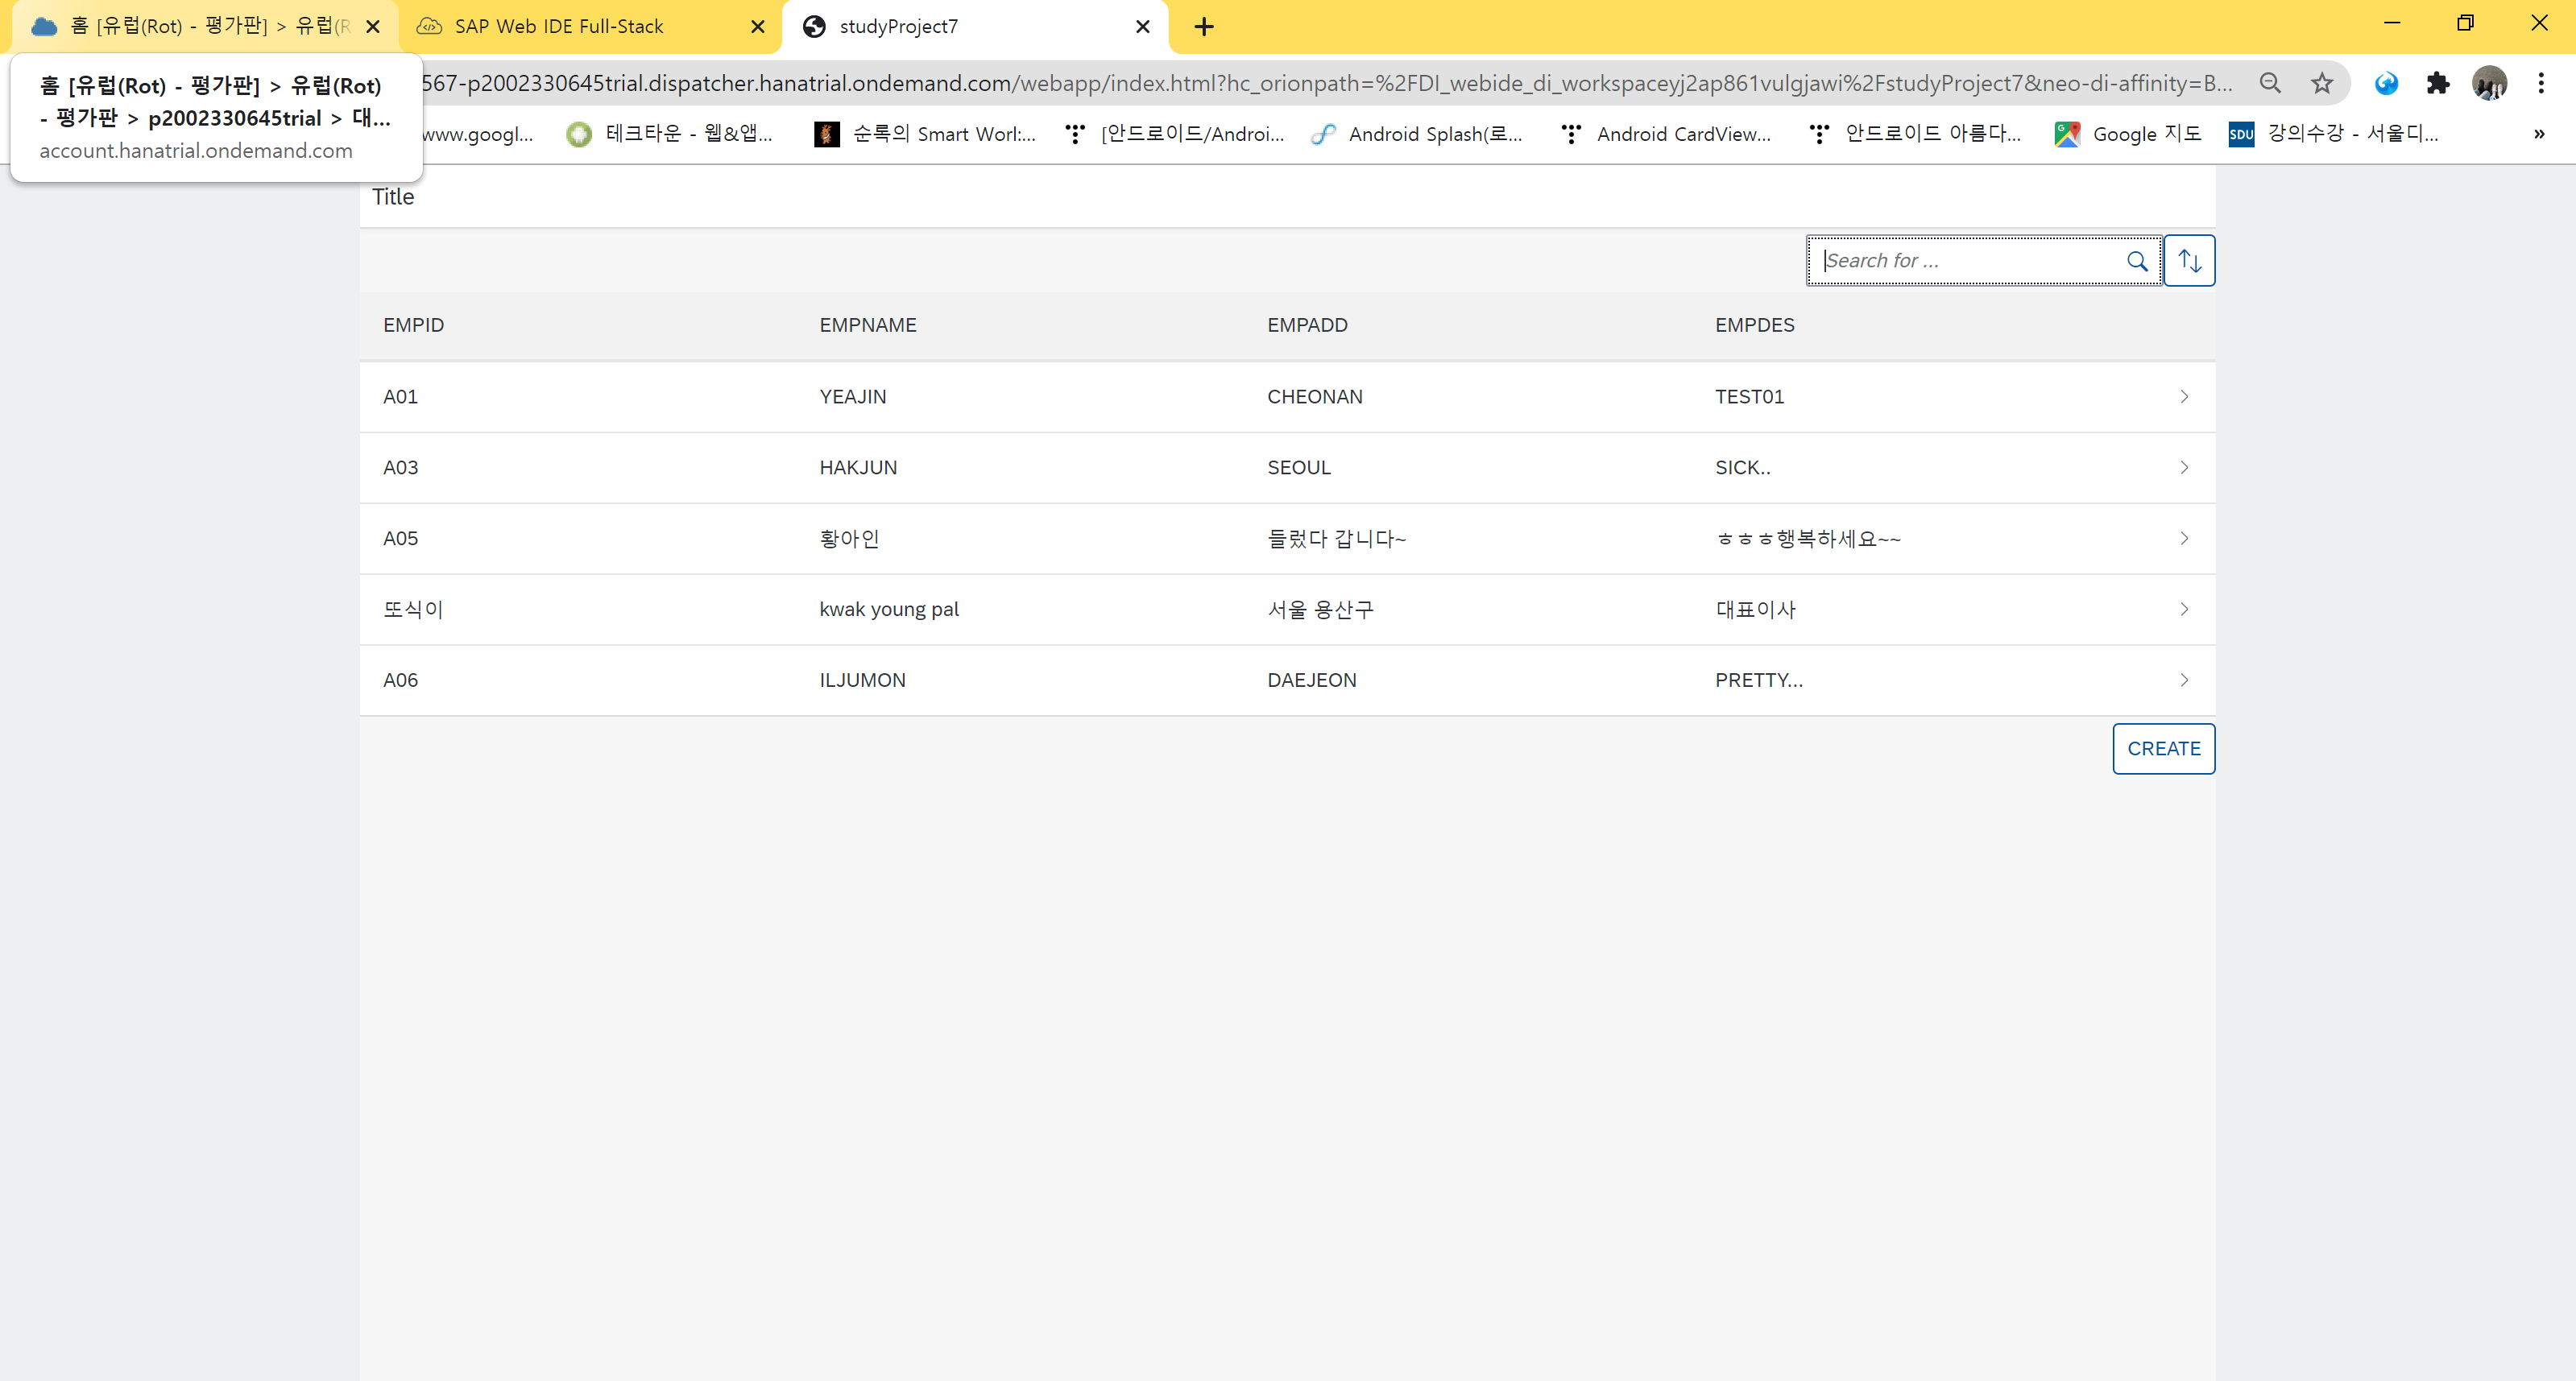 홈 [유럽(Rot) - 평가판] > 유럽(R
SAP Web IDE Full-Stack
studyProject7
홈 [유럽(Rot) - 평가판] > 유럽(Rot)
- 평가판 > p2002330645trial > 대...
account.hanatrial.ondemand.com
567-p2002330645trial.dispatcher.hanatrial.ondemand.com/webapp/index.html?hc_orionpath=%2FDI_webide_di_workspaceyj2ap861vulgjawi%2FstudyProject7&neo-di-affinity=B...
www.googl...
테크타운 - 웹&앱...
순록의 Smart Worl:...
[안드로이드/Androi...
Android Splash(로...
Android CardView...
안드로이드 아름다...
Google 지도
SDU
강의수강 - 서울디...
»
Title
Search for ...
EMPID EMPNAME EMPADD EMPDES
A01 YEAJIN CHEONAN TEST01
A03 HAKJUN SEOUL SICK..
A05 황아인 들렀다 갑니다~ ㅎㅎㅎ행복하세요~~
또식이 kwak young pal 서울 용산구 대표이사
A06 ILJUMON DAEJEON PRETTY...
CREATE